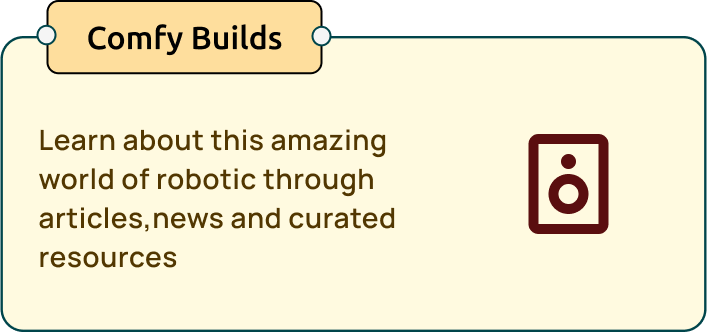 Comfy Builds
Learn about this amazing
world of robotic through
articles,news and curated
resources